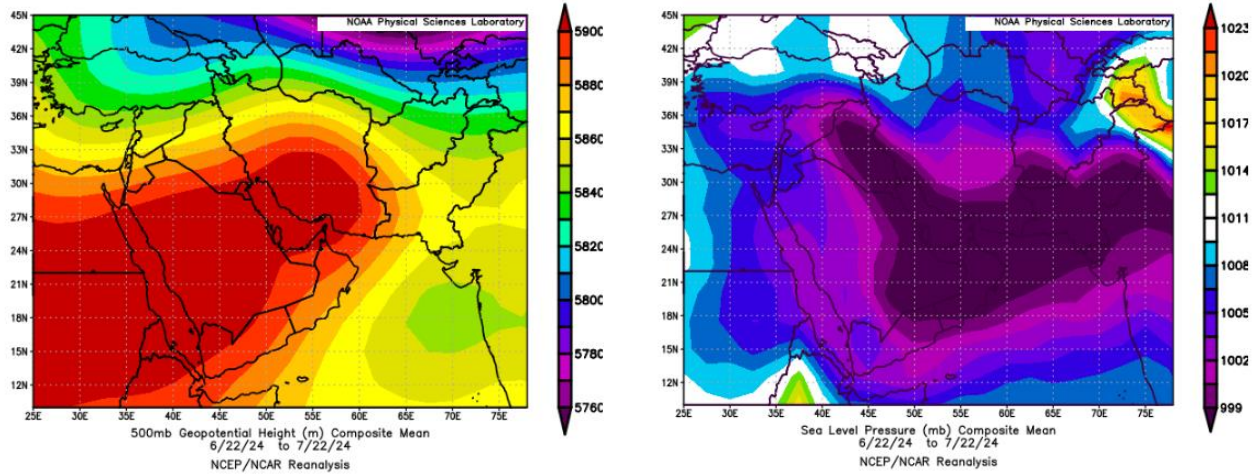 NOAA Physical Sciences Laboratory
45N
42N
39N
36N
33N
30N
27N
24N
21N
18N
15N
12N
25E 30E 35E 40E 45E 50E 55E 60E 65E 70E 75E
5900
5880
5860
5840
5820
5800
5780
5760
500mb Geopotential Height (m) Composite Mean
6/22/24 to 7/22/24
NCEP/NCAR Reanalysis
NOAA Physical Sciences Laboratory
45N
42N
39N
36N
33N
30N
27N
24N
21N
18N
15N
12N
25E 30E 35E 40E 45E 50E 55E 60E 65E 70E 75E
1023
1020
1017
1014
1011
1008
1005
1002
999
Sea Level Pressure (mb) Composite Mean
6/22/24 to 7/22/24
NCEP/NCAR Reanalysis